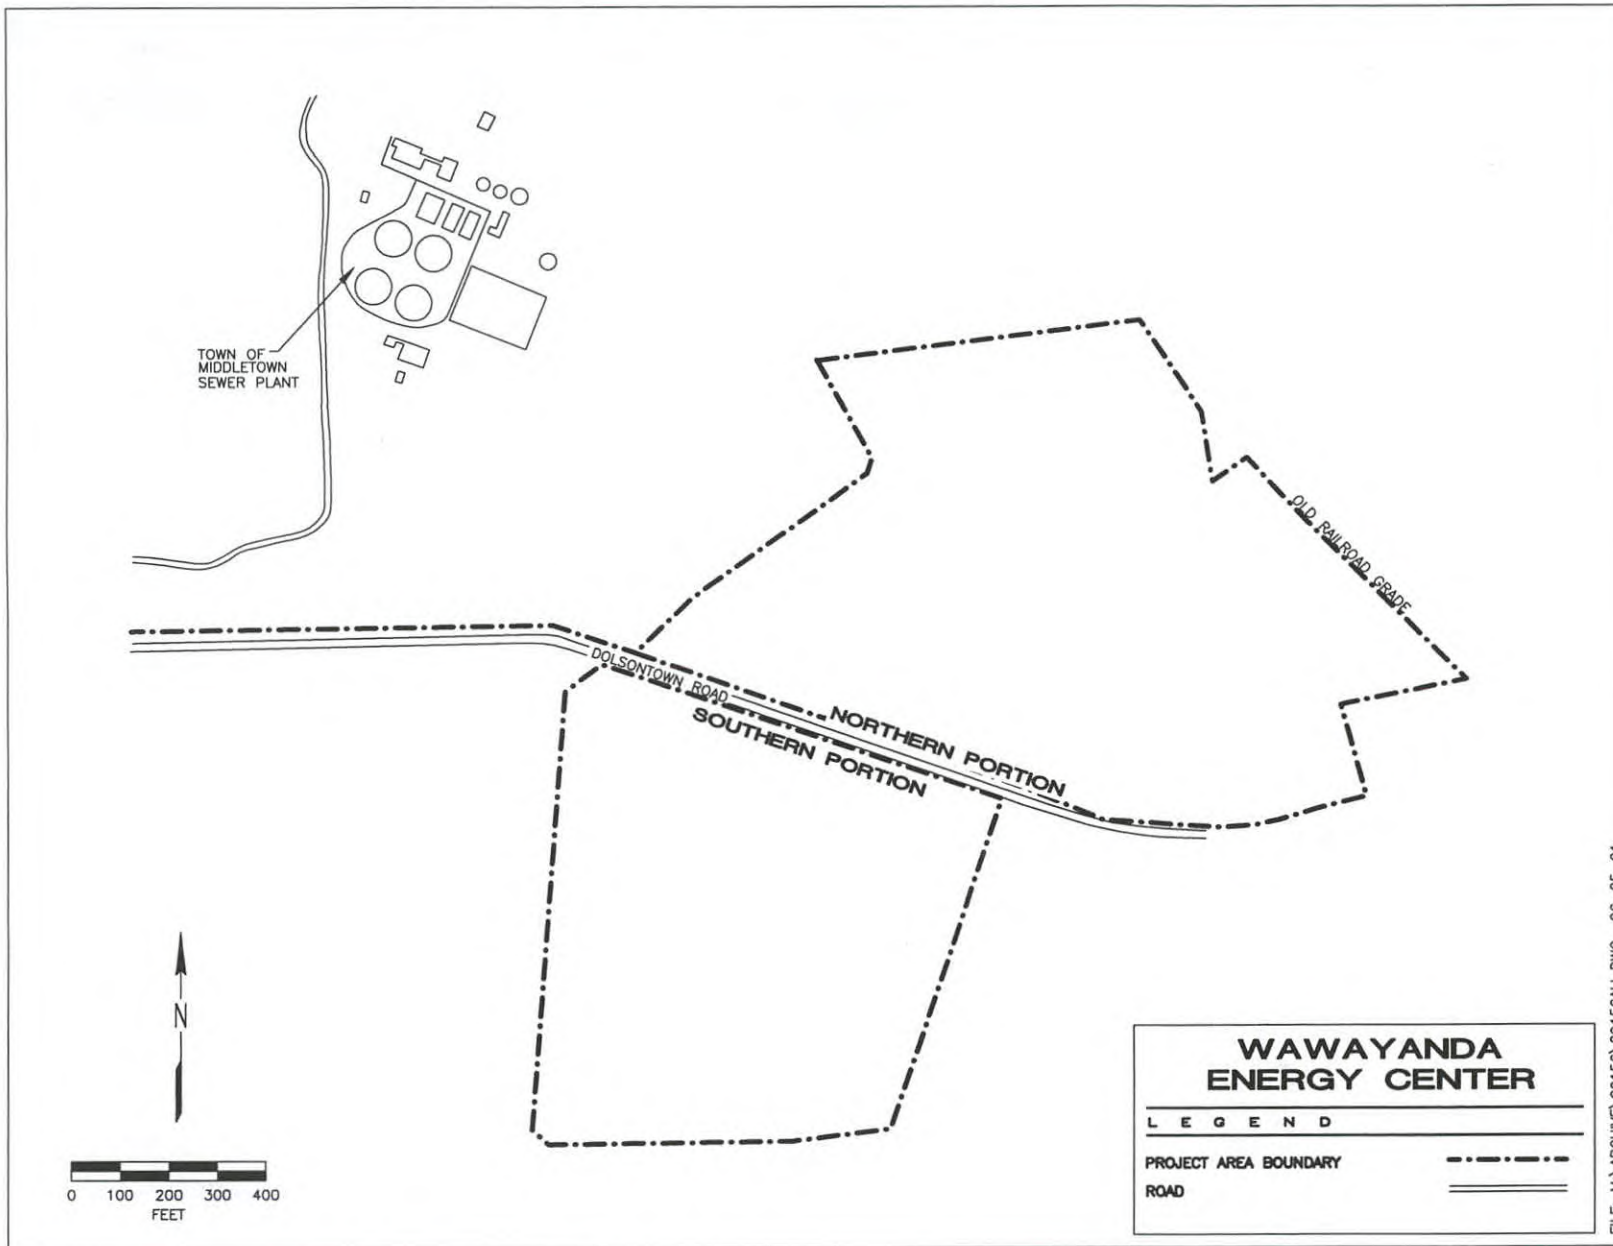 TOWN OF
MIDDLETOWN
SEWER PLANT
OLD RAILROAD GRADE
DOLSONTOWN ROAD
NORTHERN PORTION
SOUTHERN PORTION
N
0 100 200 300 400
FEET
WAWAYANDA
ENERGY CENTER
LEGEND
PROJECT AREA BOUNDARY
ROAD